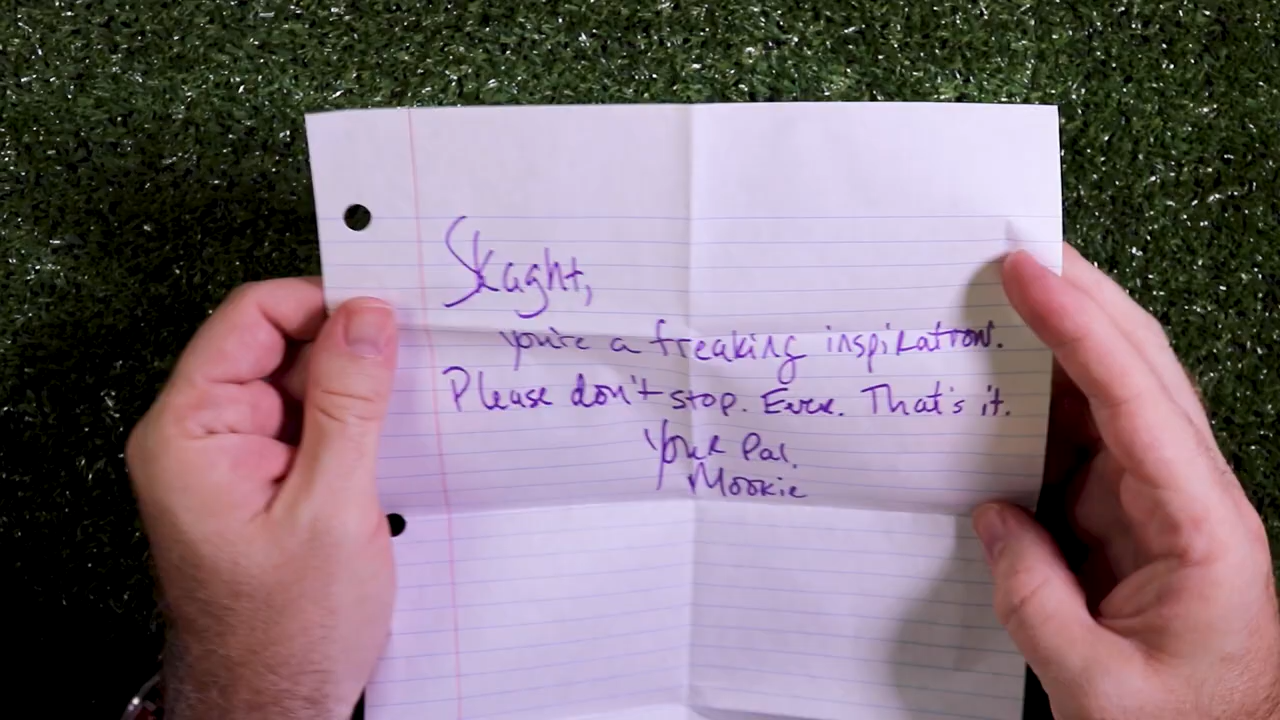 Skaght,
you're a freaking inspiration.
Please don't stop. Ever. That's it.
Your Pal.
Mookie